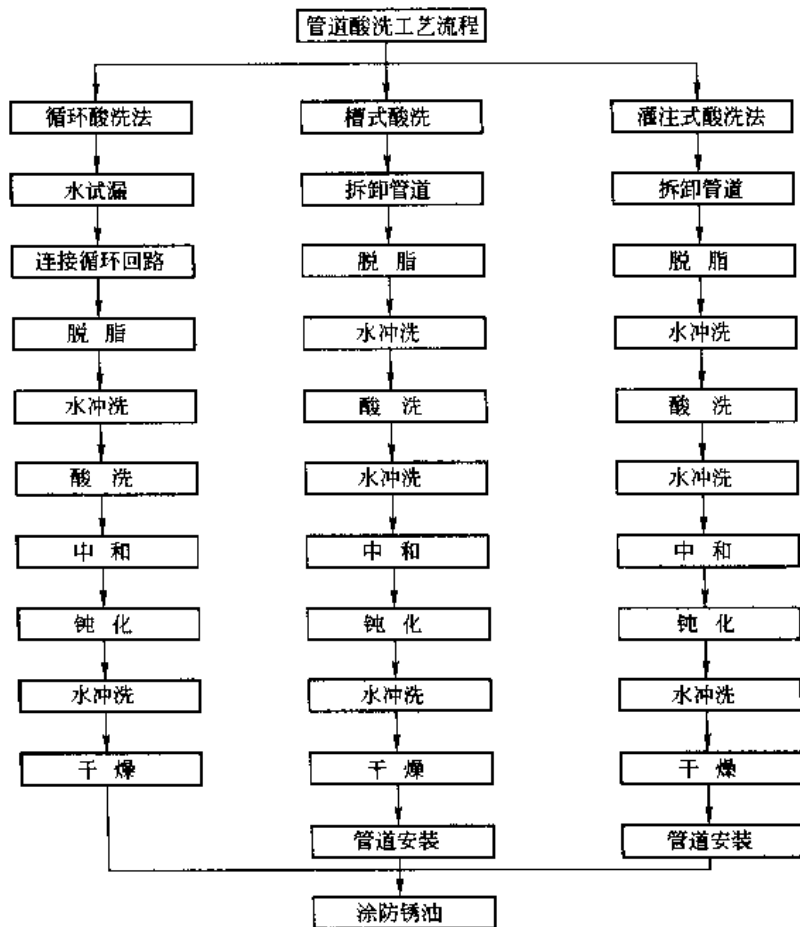 管道酸洗工艺流程
循环酸洗法
水试漏
连接循环回路
脱脂
水冲洗
酸洗
中和
钝化
水冲洗
干燥
槽式酸洗
拆卸管道
脱脂
水冲洗
酸洗
水冲洗
中和
钝化
水冲洗
干燥
管道安装
灌注式酸洗法
拆卸管道
脱脂
水冲洗
酸洗
水冲洗
中和
钝化
水冲洗
干燥
管道安装
涂防锈油